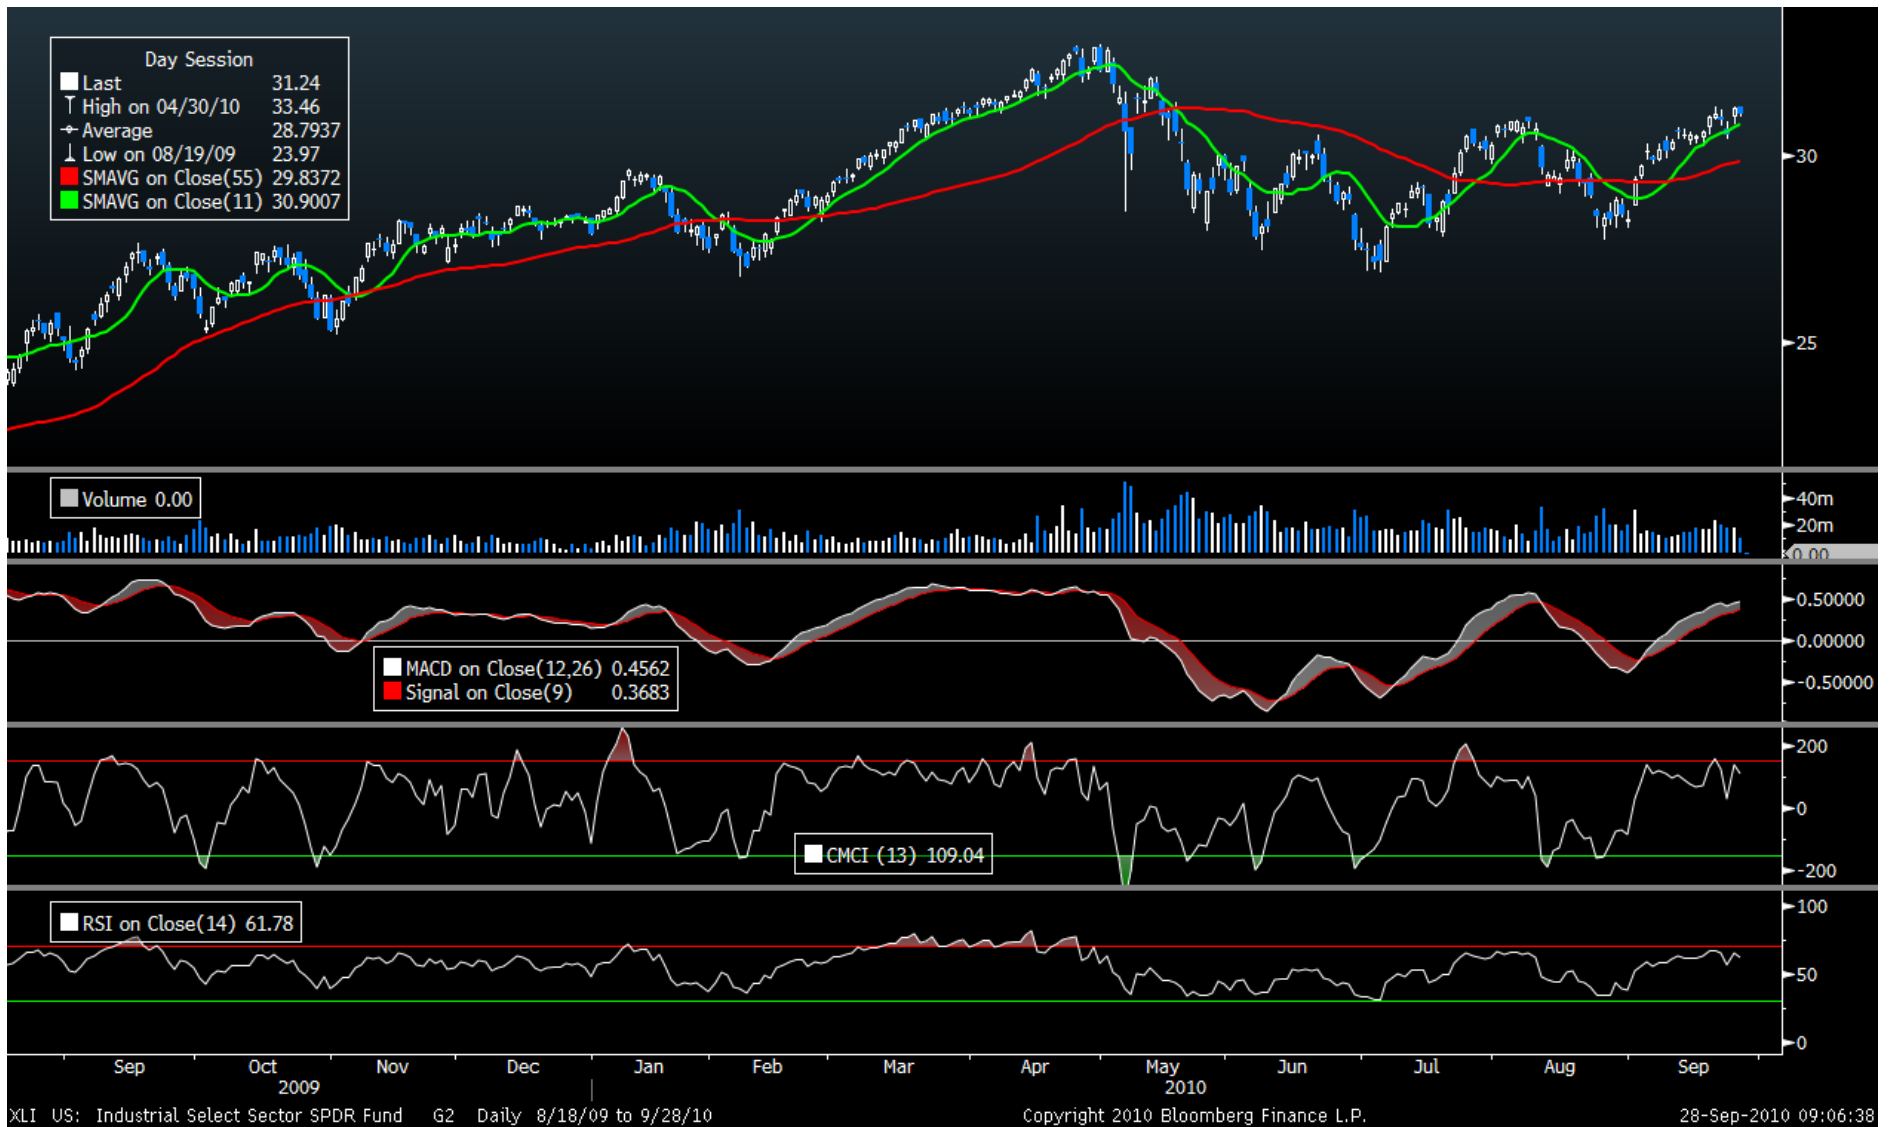 Day Session
Last 31.24
High on 04/30/10 33.46
Average 28.7937
Low on 08/19/09 23.97
SMAVG on Close(55) 29.8372
SMAVG on Close(11) 30.9007
30
25
Volume 0.00
40m
20m
0.00
0.50000
0.00000
-0.50000
MACD on Close(12,26) 0.4562
Signal on Close(9) 0.3683
200
0
-200
CMCI (13) 109.04
RSI on Close(14) 61.78
100
50
0
Sep Oct Nov Dec Jan Feb Mar Apr May Jun Jul Aug Sep
2009 2010
XLI US: Industrial Select Sector SPDR Fund G2 Daily 8/18/09 to 9/28/10 Copyright 2010 Bloomberg Finance L.P. 28-Sep-2010 09:06:38